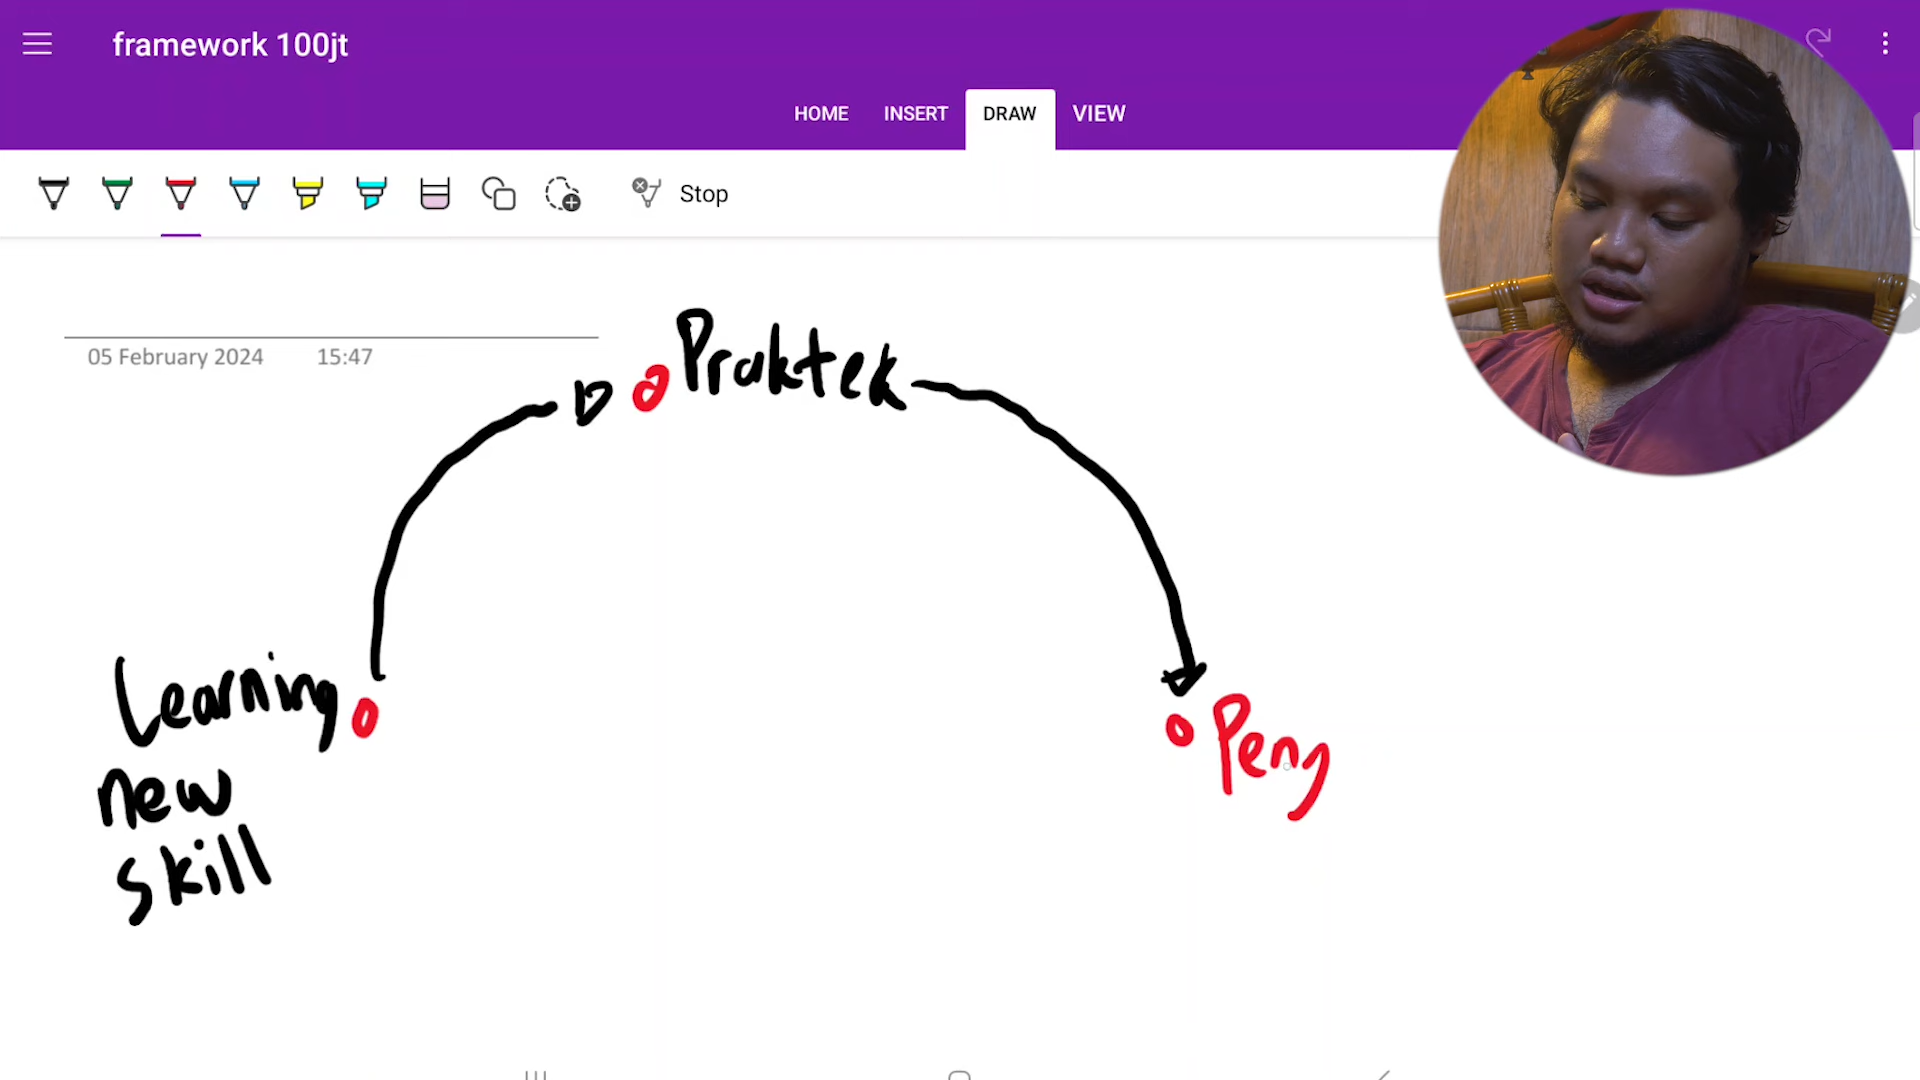 framework 100jt
HOME INSERT DRAW VIEW
Stop
05 February 2024 15:47
Praktek
Learning
new
skill
Peng